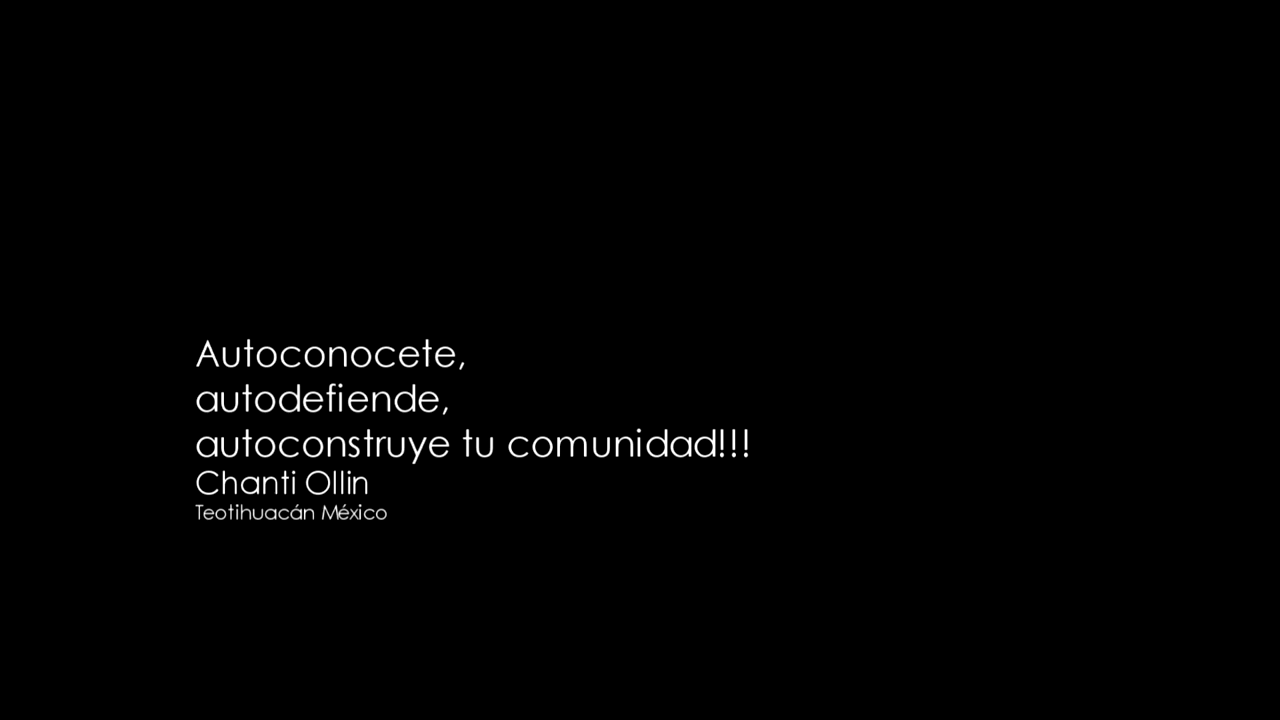 Autoconocete,
autodefiende,
autoconstruye tu comunidad!!!
Chanti Ollin
Teotihuacán México